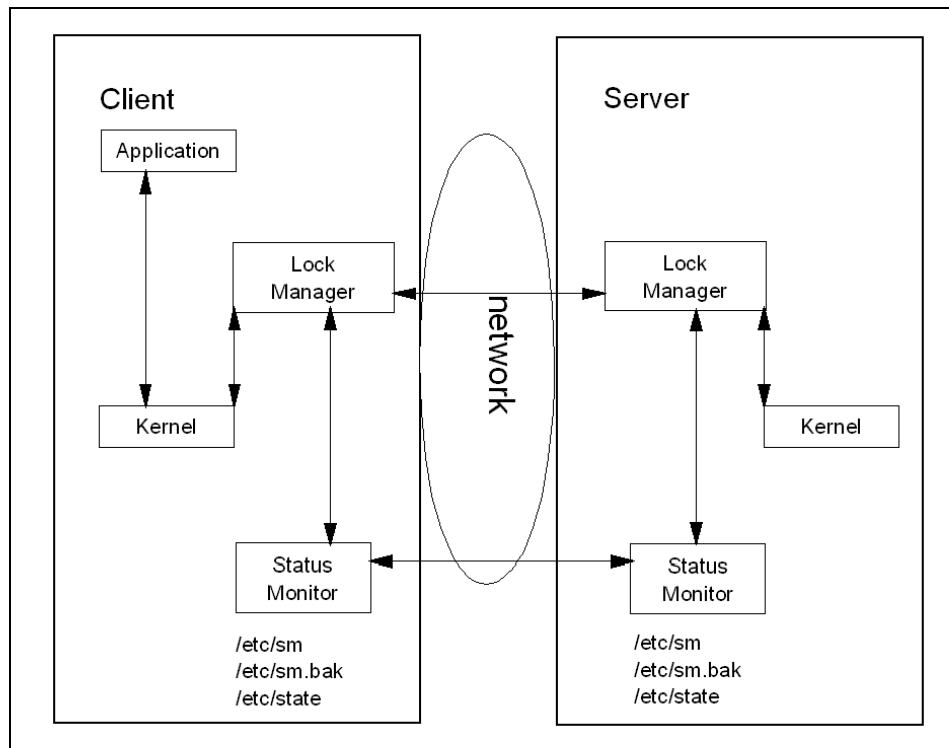 Client
Application
Lock
Manager
Kernel
Status
Monitor
/etc/sm
/etc/sm.bak
/etc/state
network
Server
Lock
Manager
Kernel
Status
Monitor
/etc/sm
/etc/sm.bak
/etc/state